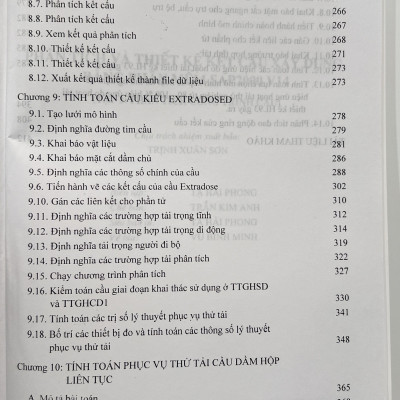 8.7. Phân tích kết cấu
8.8. Phân tích kết cấu 266
8.9. Xem kết quả phân tích 268
8.10. Thiết kế kết cấu 271
8.11. Thiết kế kết cấu 273
8.12. Xuất kết quả thiết kế thành file dữ liệu 273
Chương 9: TÍNH TOÁN CẦU KIỂU EXTRADOSED
9.1. Tạo lưới mô hình 278
9.2. Định nghĩa đường tim cầu 279
9.3. Khai báo vật liệu 281
9.4. Khai báo mặt cắt dầm chủ 286
9.5. Định nghĩa các thông số chính của cầu 288
9.6. Tiến hành vẽ các kết cấu của cầu Extradose 302
9.10. Gán các liên kết cho phần tử 310
9.11. Định nghĩa các trường hợp tải trọng tĩnh 312
9.12. Định nghĩa các trường hợp tải trọng di động 314
9.13. Định nghĩa tải trọng người đi bộ 319
9.14. Định nghĩa các trường hợp tải phân tích 322
9.15. Chạy chương trình phân tích 327
9.16. Kiểm toán cầu giai đoạn khai thác sử dụng ở TTGHSD
và TTGHCD1 330
9.17. Tính toán các trị số lý thuyết phục vụ thử tải 341
9.18. Bố trí các thiết bị đo và tính toán các thông số lý thuyết
phục vụ thử tải 348
Chương 10: TÍNH TOÁN PHỤC VỤ THỬ TẢI CẦU DẦM HỘP
LIÊN TỤC 365
A. Mô tả bài toán